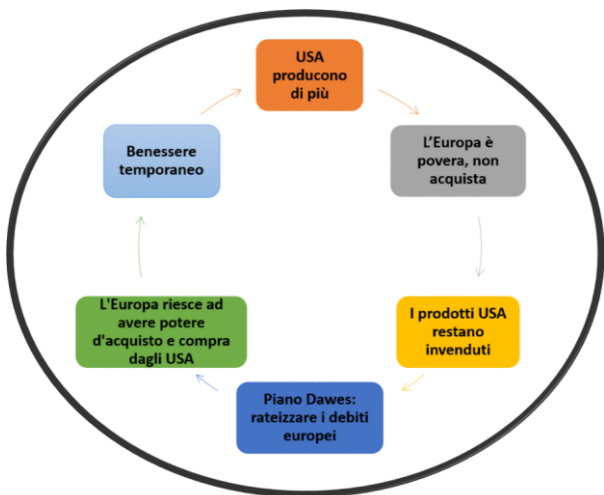 USA
producono
di più
L'Europa è
povera, non
acquista
I prodotti USA
restano
invenduti
Piano Dawes:
rateizzare i debiti
europei
L'Europa riesce ad
avere potere
d'acquisto e compra
dagli USA
Benessere
temporaneo